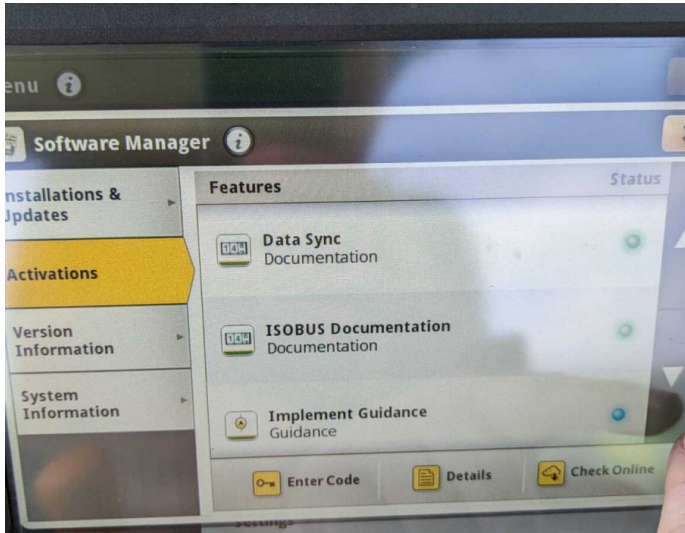 enu
Software Manager
nstallations &
Updates
Activations
Version
Information
System
Information
Features
Status
Data Sync
Documentation
ISOBUS Documentation
Documentation
Implement Guidance
Guidance
Enter Code
Details
Check Online
Settings